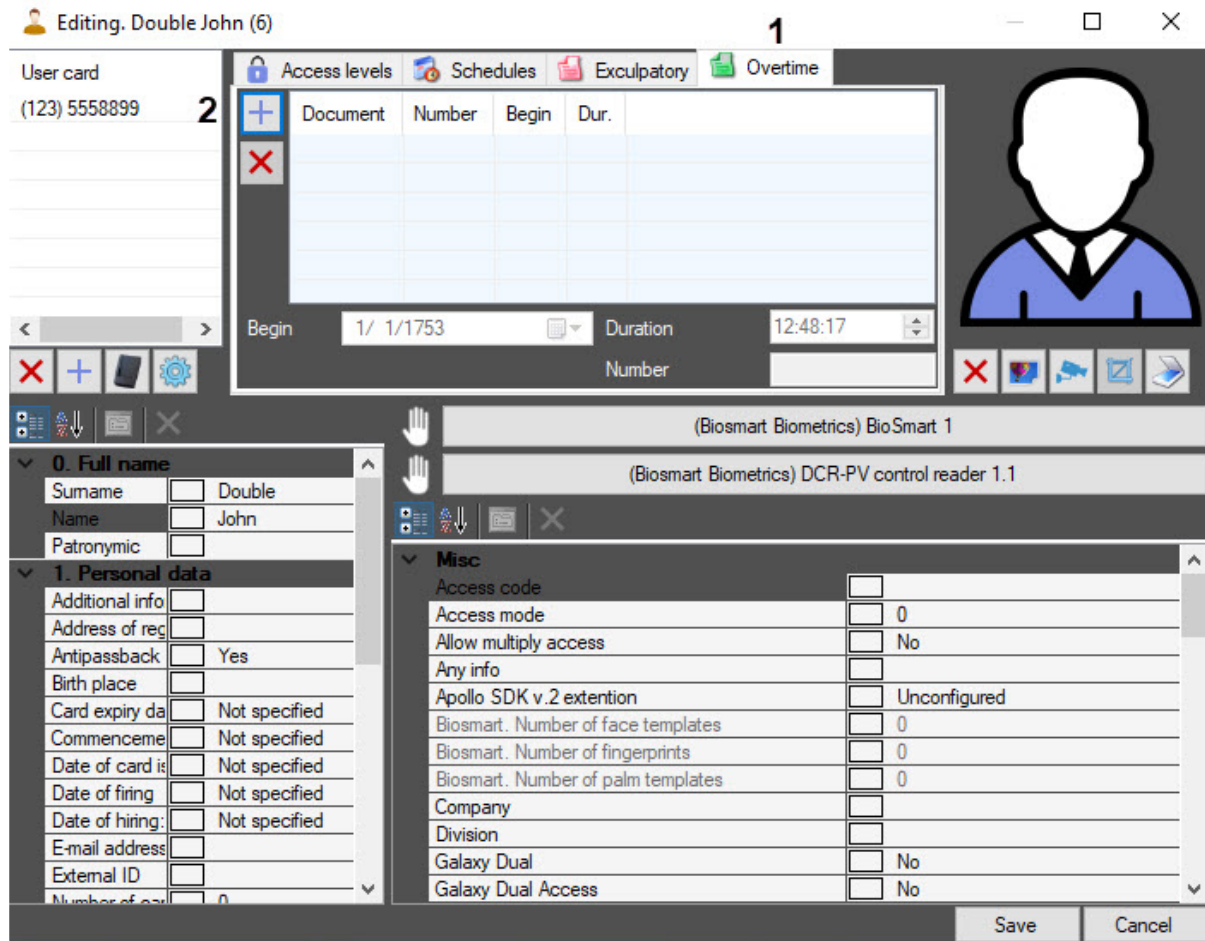 Editing. Double John (6)
1
User card
(123) 5558899
2
Access levels Schedules Exculpatory Overtime
Document Number Begin Dur.
Begin 1/ 1/1753 Duration 12:48:17
Number
(Biosmart Biometrics) BioSmart 1
(Biosmart Biometrics) DCR-PV control reader 1.1
0. Full name
Surname Double
Name John
Patronymic
1. Personal data
Additional info
Address of reg
Antipassback Yes
Birth place
Card expiry da Not specified
Commenceme Not specified
Date of card is Not specified
Date of firing Not specified
Date of hiring: Not specified
E-mail address
External ID
Number of car 0
Misc
Access code
Access mode 0
Allow multiply access No
Any info
Apollo SDK v.2 extention Unconfigured
Biosmart. Number of face templates 0
Biosmart. Number of fingerprints 0
Biosmart. Number of palm templates 0
Company
Division
Galaxy Dual No
Galaxy Dual Access No
Save Cancel